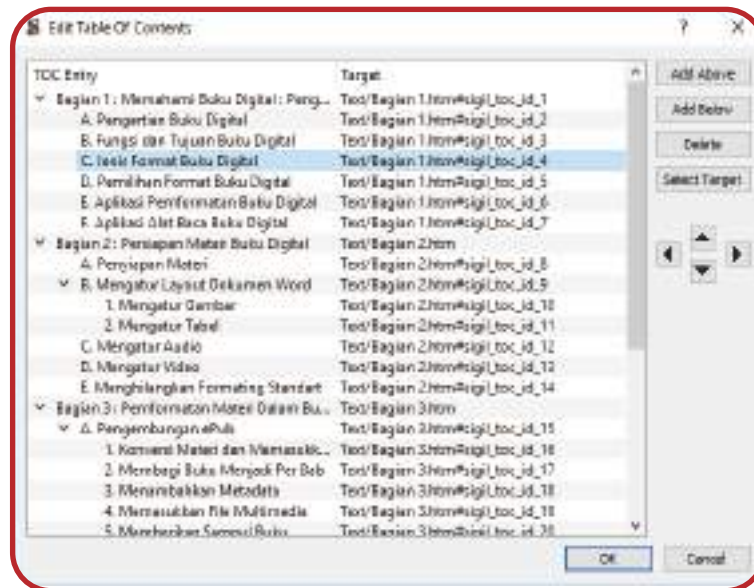 Edit Table Of Contents
TOC Entry Target
Bagian 1 : Memahami Buku Digital : Peng... Text/Bagian 1.htm#sigil_toc_id_1
A. Pengertian Buku Digital Text/Bagian 1.htm#sigil_toc_id_2
B. Fungsi dan Tujuan Buku Digital Text/Bagian 1.htm#sigil_toc_id_3
C. Jenis Format Buku Digital Text/Bagian 1.htm#sigil_toc_id_4
D. Pemilihan Format Buku Digital Text/Bagian 1.htm#sigil_toc_id_5
E. Aplikasi Pemformatan Buku Digital Text/Bagian 1.htm#sigil_toc_id_6
F. Aplikasi Alat Baca Buku Digital Text/Bagian 1.htm#sigil_toc_id_7
Bagian 2 : Persiapan Materi Buku Digital Text/Bagian 2.htm
A. Penyiapan Materi Text/Bagian 2.htm#sigil_toc_id_8
B. Mengatur Layout Dokumen Word Text/Bagian 2.htm#sigil_toc_id_9
1. Mengatur Gambar Text/Bagian 2.htm#sigil_toc_id_10
2. Mengatur Tabel Text/Bagian 2.htm#sigil_toc_id_11
C. Mengatur Audio Text/Bagian 2.htm#sigil_toc_id_12
D. Mengatur Video Text/Bagian 2.htm#sigil_toc_id_13
E. Menghilangkan Formating Standart Text/Bagian 2.htm#sigil_toc_id_14
Bagian 3 : Pemformatan Materi Dalam Bu... Text/Bagian 3.htm
A. Pengembangan ePub Text/Bagian 3.htm#sigil_toc_id_15
1. Konversi Materi dan Memasukk... Text/Bagian 3.htm#sigil_toc_id_16
2. Membagi Buku Menjadi Per Bab Text/Bagian 3.htm#sigil_toc_id_17
3. Menambahkan Metadata Text/Bagian 3.htm#sigil_toc_id_18
4. Memasukkan File Multimedia Text/Bagian 3.htm#sigil_toc_id_19
5. Memberikan Sampul Buku Text/Bagian 3.htm#sigil_toc_id_20
Add Above
Add Below
Delete
Select Target
OK Cancel